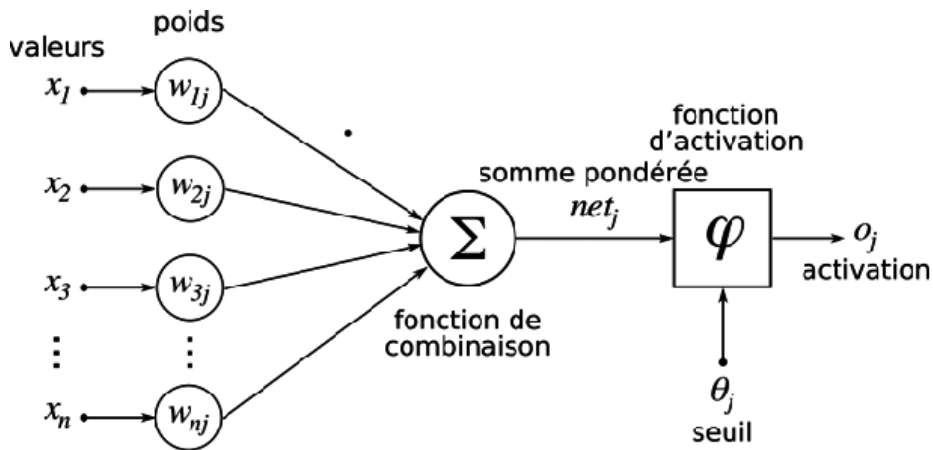 poids
valeurs
x1
w1j
x2
w2j
x3
w3j
xn
wnj
Σ
fonction de
combinaison
somme pondérée
netj
fonction
d'activation
φ
oj
activation
θj
seuil